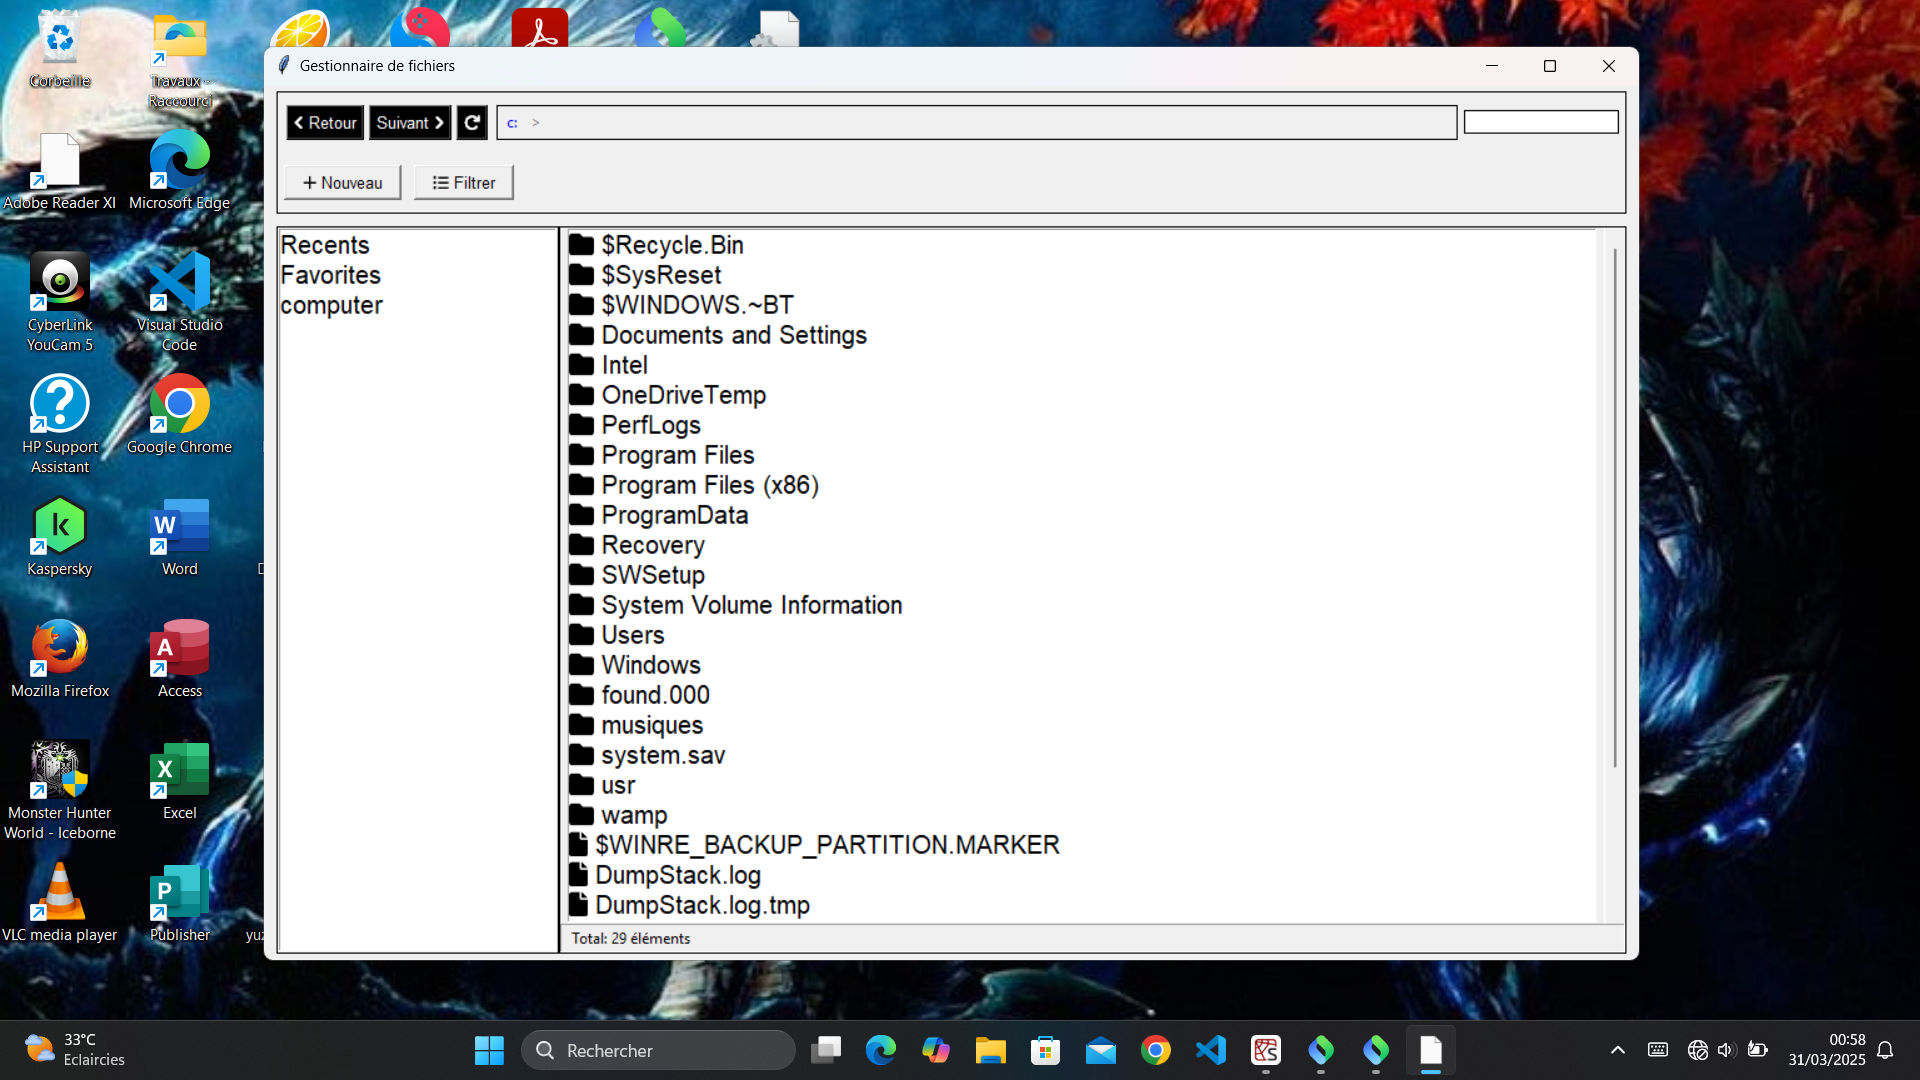 Corbeille
Travaux -
Raccourci
Adobe Reader XI
Microsoft Edge
CyberLink
YouCam 5
Visual Studio
Code
HP Support
Assistant
Google Chrome
Kaspersky
Word
Mozilla Firefox
Access
Monster Hunter
World - Iceborne
Excel
VLC media player
Publisher
Gestionnaire de fichiers
Retour
Suivant
c: >
+ Nouveau
Filtrer
Recents
Favorites
computer
$Recycle.Bin
$SysReset
$WINDOWS.~BT
Documents and Settings
Intel
OneDriveTemp
PerfLogs
Program Files
Program Files (x86)
ProgramData
Recovery
SWSetup
System Volume Information
Users
Windows
found.000
musiques
system.sav
usr
wamp
$WINRE_BACKUP_PARTITION.MARKER
DumpStack.log
DumpStack.log.tmp
Total: 29 éléments
33°C
Eclaircies
Rechercher
00:58
31/03/2025